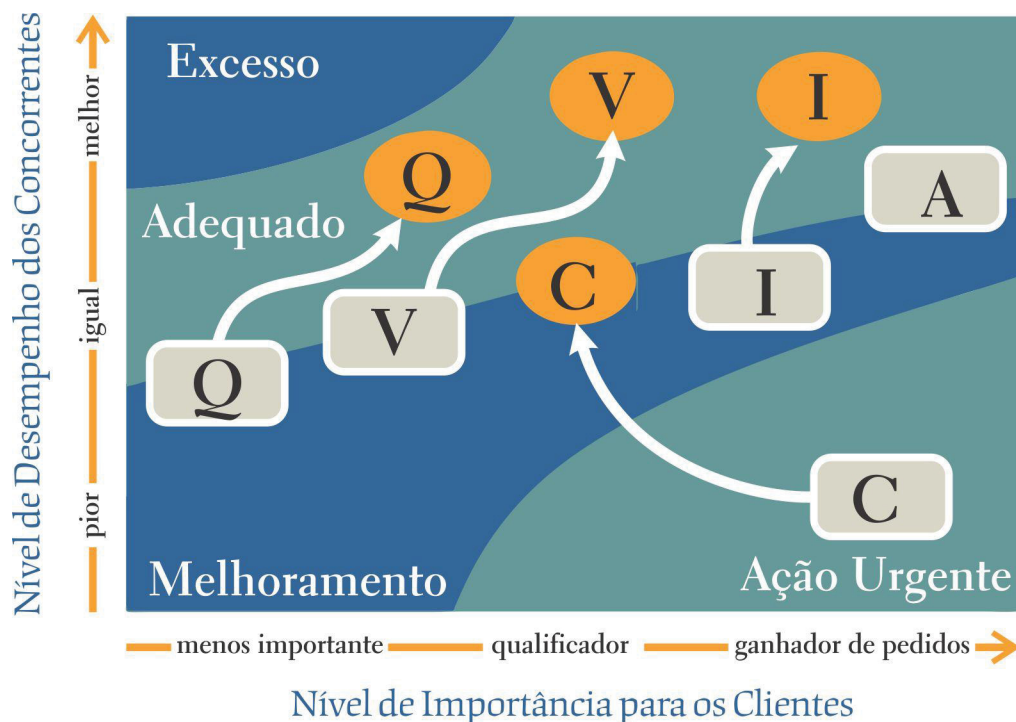 Nível de Desempenho dos Concorrentes
melhor
igual
pior
Excesso
V
I
Q
A
Adequado
C
I
V
Q
C
Melhoramento
Ação Urgente
menos importante
qualificador
ganhador de pedidos
Nível de Importância para os Clientes